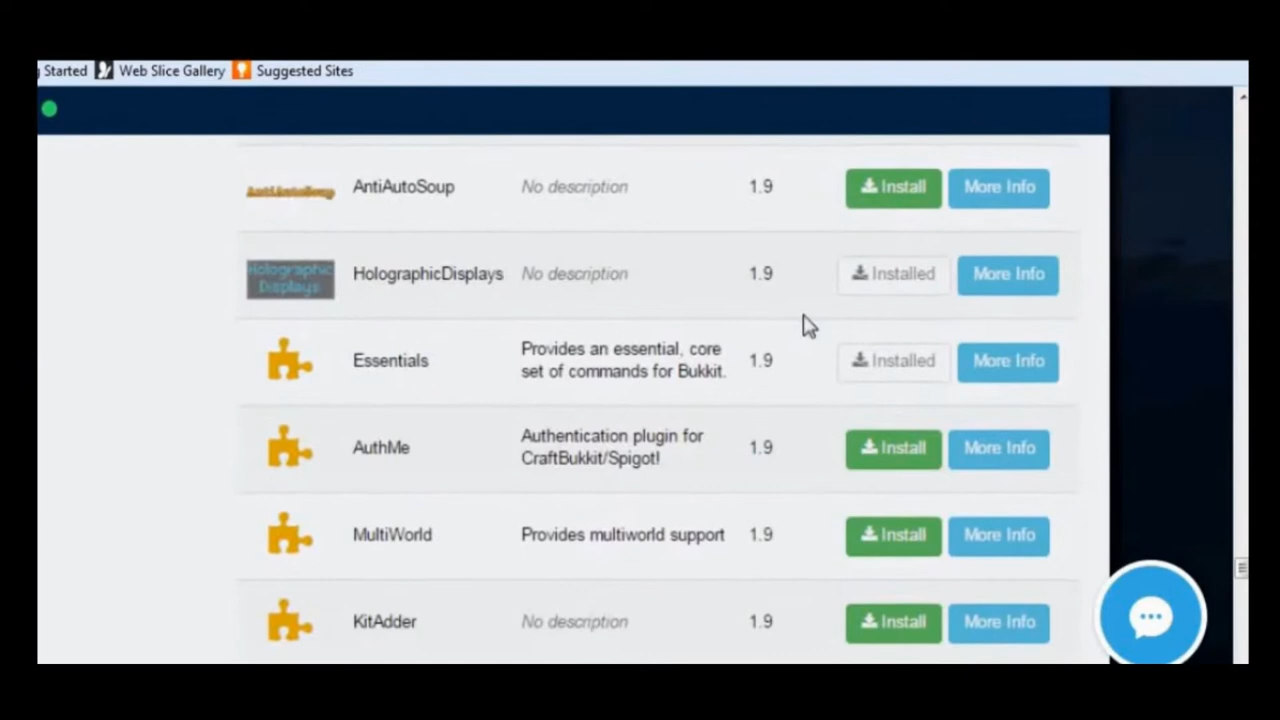 g Started Web Slice Gallery Suggested Sites
AntiAutoSoup AntiAutoSoup No description 1.9 Install More Info
Holographic
Displays
HolographicDisplays No description 1.9 Installed More Info
Essentials
Provides an essential, core
set of commands for Bukkit.
1.9 Installed More Info
AuthMe
Authentication plugin for
CraftBukkit/Spigot!
1.9 Install More Info
MultiWorld Provides multiworld support 1.9 Install More Info
KitAdder No description 1.9 Install More Info